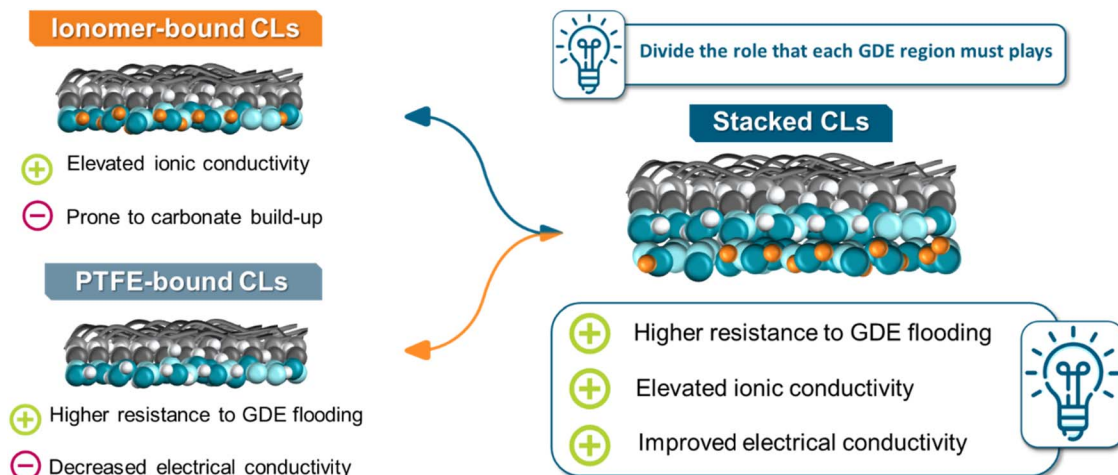 Ionomer-bound CLs
Elevated ionic conductivity
Prone to carbonate build-up
PTFE-bound CLs
Higher resistance to GDE flooding
Decreased electrical conductivity
Divide the role that each GDE region must plays
Stacked CLs
Higher resistance to GDE flooding
Elevated ionic conductivity
Improved electrical conductivity